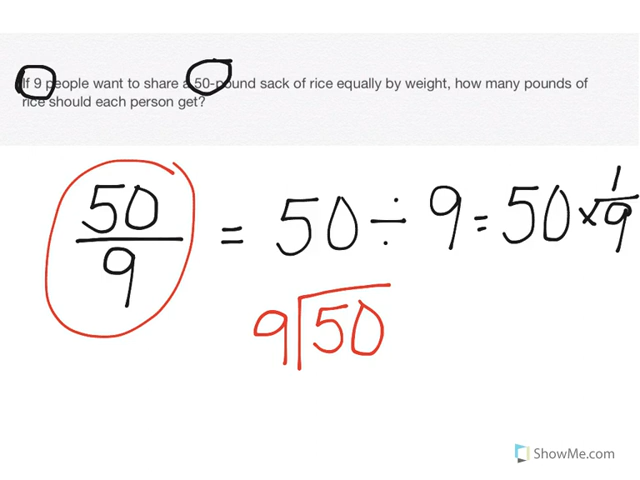 If 9 people want to share a 50-pound sack of rice equally by weight, how many pounds of
rice should each person get?
50/9 = 50 ÷ 9 = 50 × 1/9
9⟌50
ShowMe.com